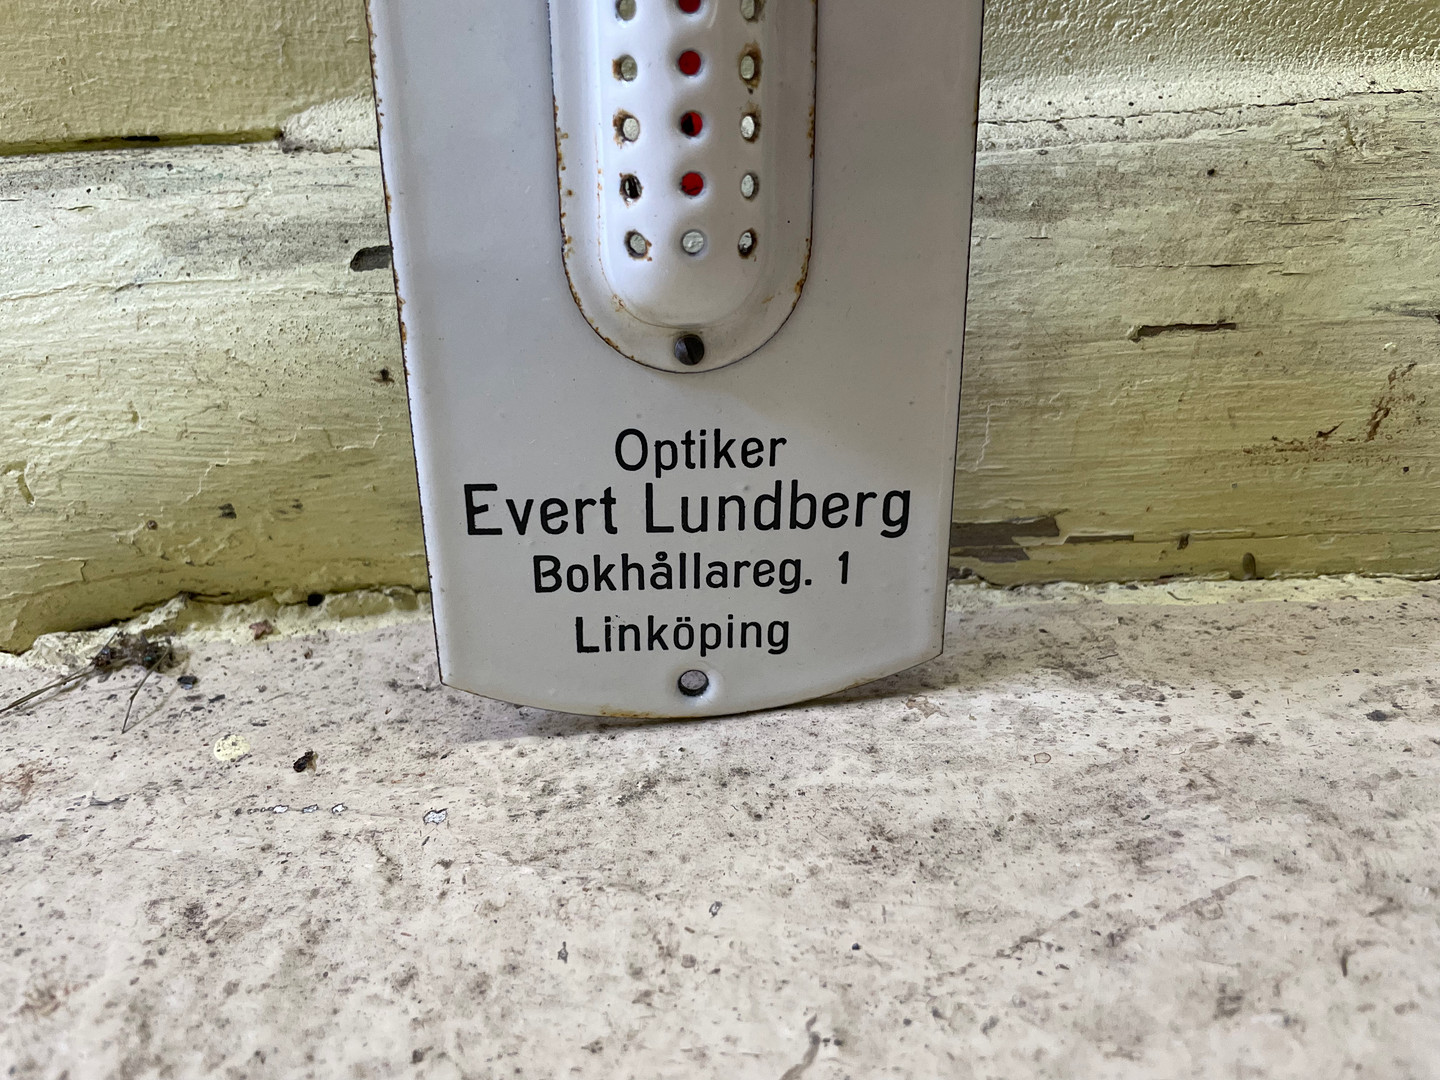 Optiker
Evert Lundberg
Bokhållareg. 1
Linköping